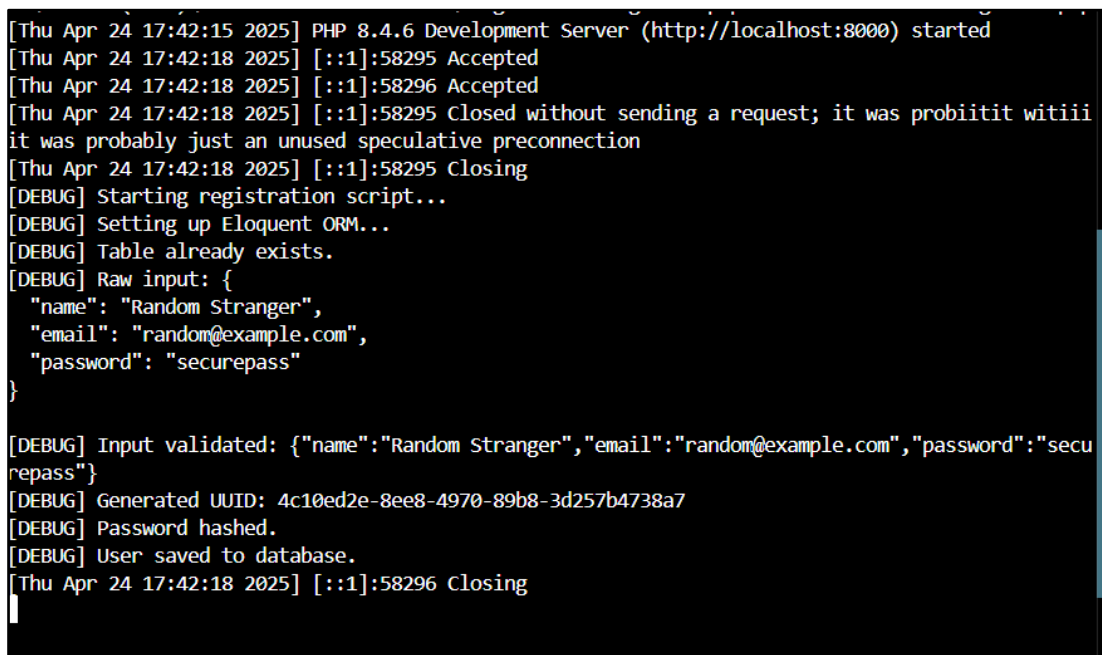 [Thu Apr 24 17:42:15 2025] PHP 8.4.6 Development Server (http://localhost:8000) started
[Thu Apr 24 17:42:18 2025] [::1]:58295 Accepted
[Thu Apr 24 17:42:18 2025] [::1]:58296 Accepted
[Thu Apr 24 17:42:18 2025] [::1]:58295 Closed without sending a request; it was probiitit witiii
it was probably just an unused speculative preconnection
[Thu Apr 24 17:42:18 2025] [::1]:58295 Closing
[DEBUG] Starting registration script...
[DEBUG] Setting up Eloquent ORM...
[DEBUG] Table already exists.
[DEBUG] Raw input: {
  "name": "Random Stranger",
  "email": "random@example.com",
  "password": "securepass"
}
[DEBUG] Input validated: {"name":"Random Stranger","email":"random@example.com","password":"secu
repass"}
[DEBUG] Generated UUID: 4c10ed2e-8ee8-4970-89b8-3d257b4738a7
[DEBUG] Password hashed.
[DEBUG] User saved to database.
[Thu Apr 24 17:42:18 2025] [::1]:58296 Closing